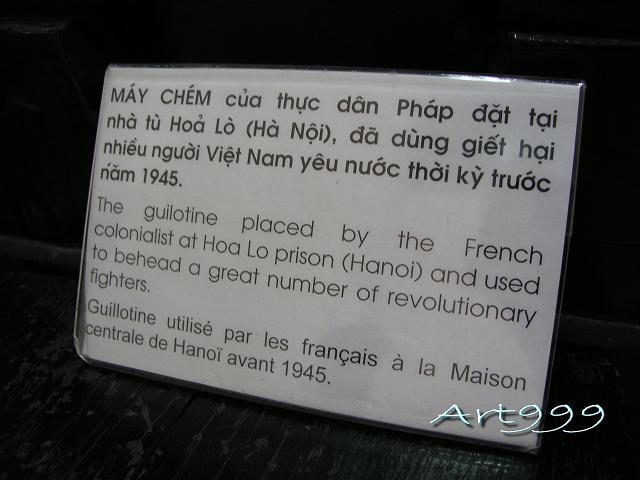 MÁY CHÉM của thực dân Pháp đặt tại
nhà tù Hoả Lò (Hà Nội), đã dùng giết hại
nhiều người Việt Nam yêu nước thời kỳ trước
năm 1945.
The guilotine placed by the French
colonialist at Hoa Lo prison (Hanoi) and used
to behead a great number of revolutionary
fighters.
Guillotine utilisé par les français à la Maison
centrale de Hanoï avant 1945.
Art999